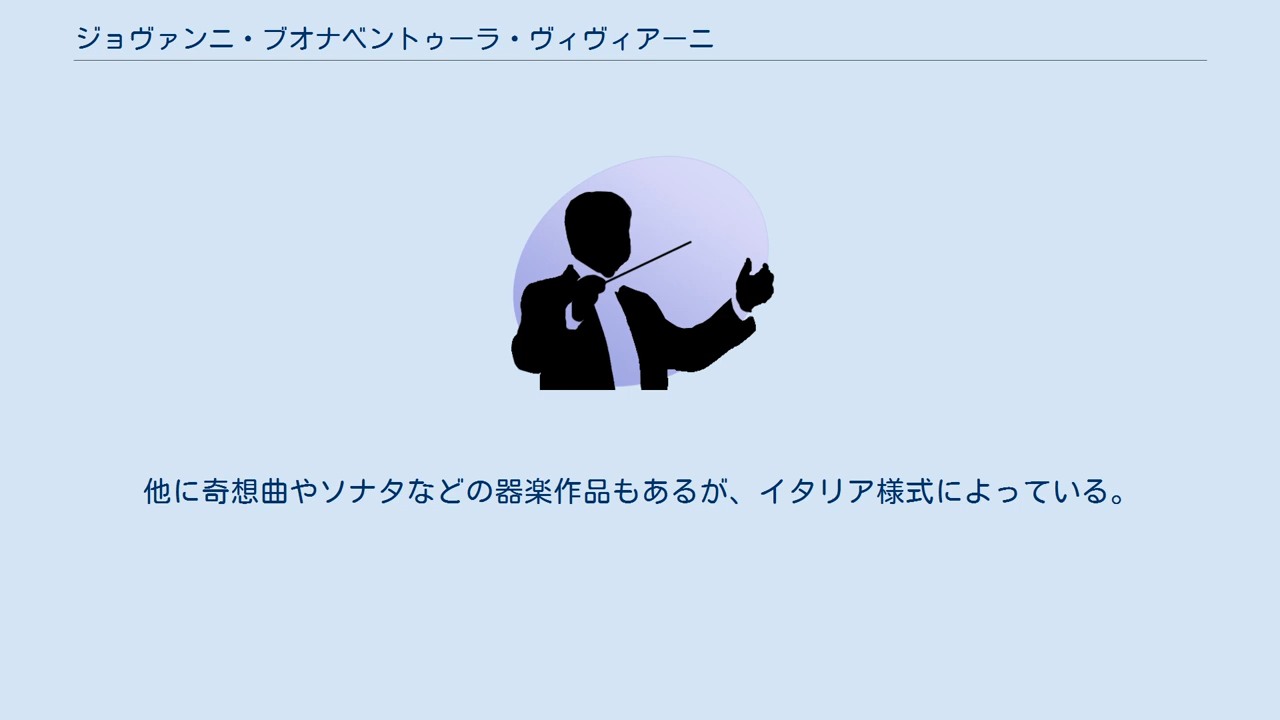 ジョヴァンニ・ブオナベントゥーラ・ヴィヴィアーニ
他に奇想曲やソナタなどの器楽作品もあるが、イタリア様式によっている。